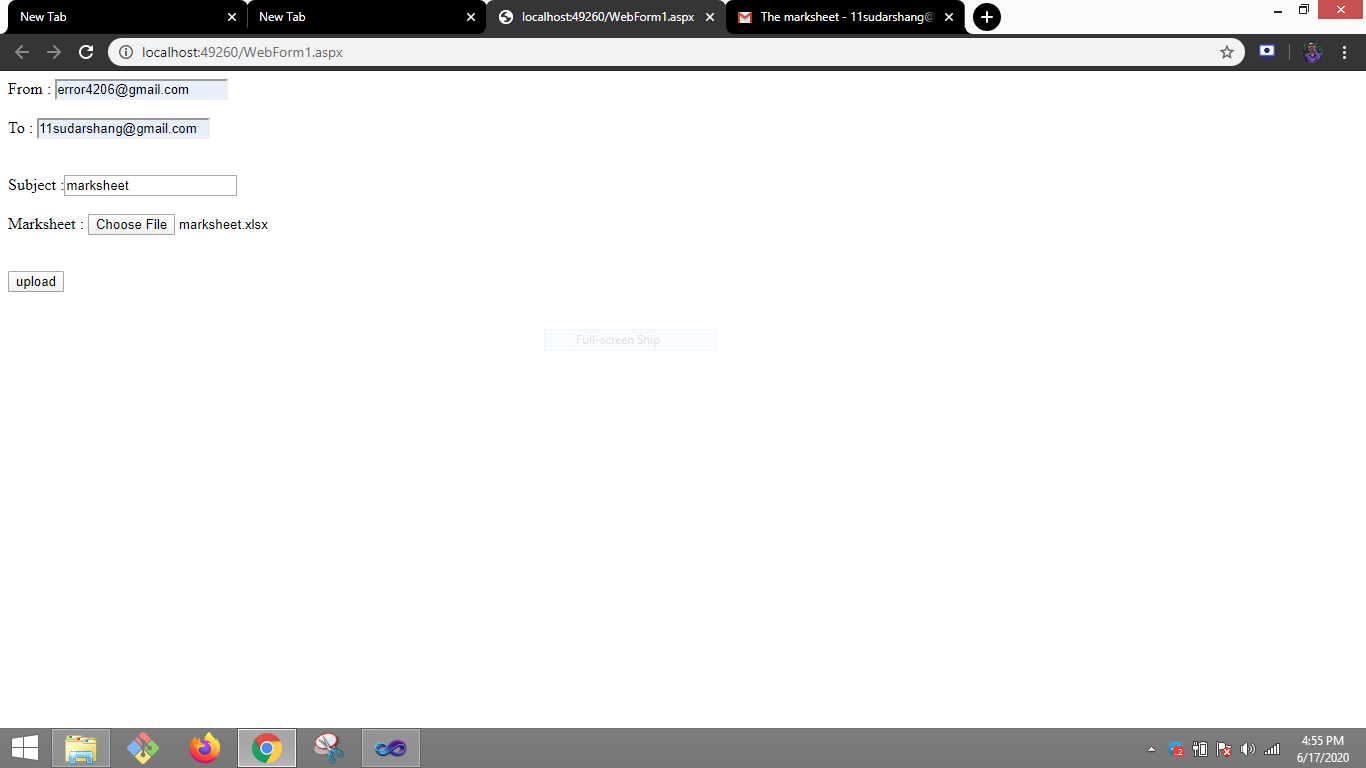 New Tab
New Tab
localhost:49260/WebForm1.aspx
The marksheet - 11sudarshang@
localhost:49260/WebForm1.aspx
From : error4206@gmail.com
To : 11sudarshang@gmail.com
Subject :marksheet
Marksheet : Choose File marksheet.xlsx
upload
Full-screen Snip
2
4:55 PM
6/17/2020